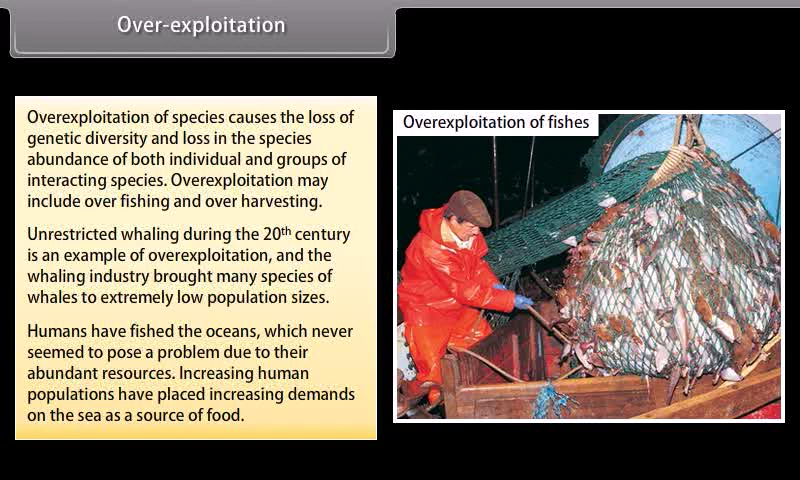 Over-exploitation
Overexploitation of species causes the loss of
genetic diversity and loss in the species
abundance of both individual and groups of
interacting species. Overexploitation may
include over fishing and over harvesting.
Unrestricted whaling during the 20th century
is an example of overexploitation, and the
whaling industry brought many species of
whales to extremely low population sizes.
Humans have fished the oceans, which never
seemed to pose a problem due to their
abundant resources. Increasing human
populations have placed increasing demands
on the sea as a source of food.
Overexploitation of fishes